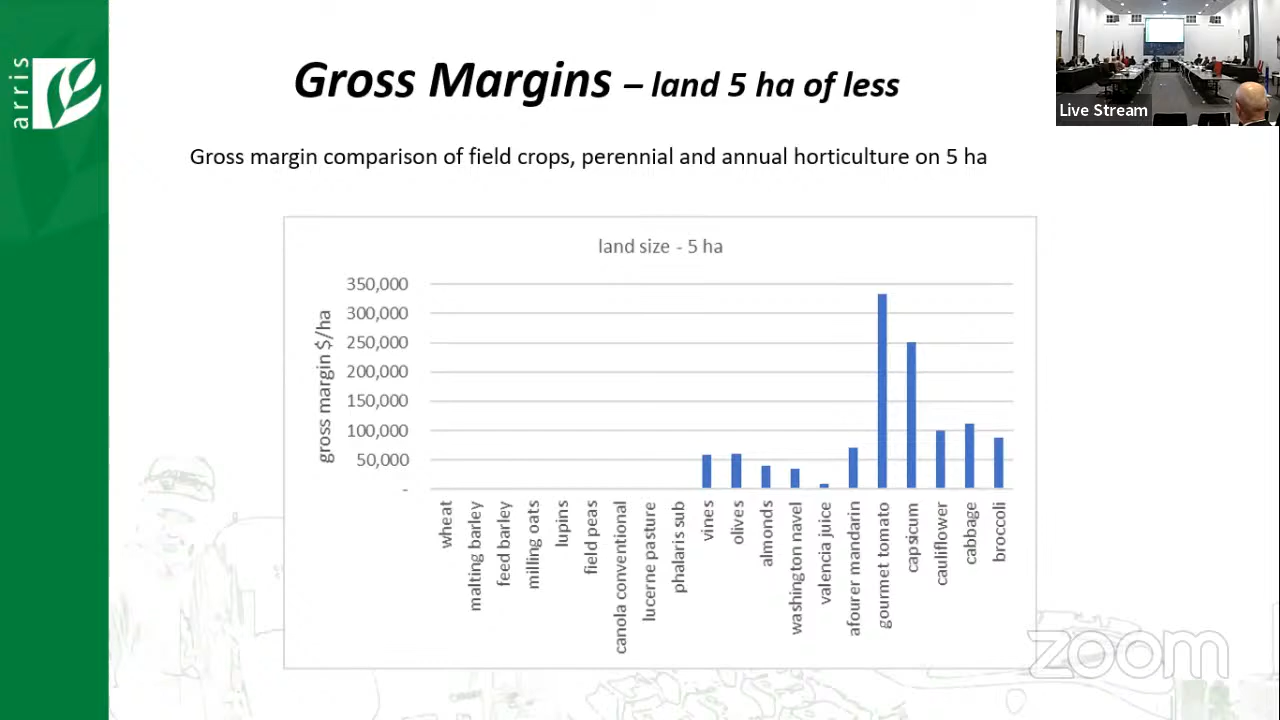 arris
Gross Margins – land 5 ha of less
Live Stream
Gross margin comparison of field crops, perennial and annual horticulture on 5 ha
land size - 5 ha
gross margin $/ha
350,000
300,000
250,000
200,000
150,000
100,000
50,000
-
wheat
malting barley
feed barley
milling oats
lupins
field peas
canola conventional
lucerne pasture
phalaris sub
vines
olives
almonds
washington navel
valencia juice
afourer mandarin
gourmet tomato
capsicum
cauliflower
cabbage
broccoli
zoom